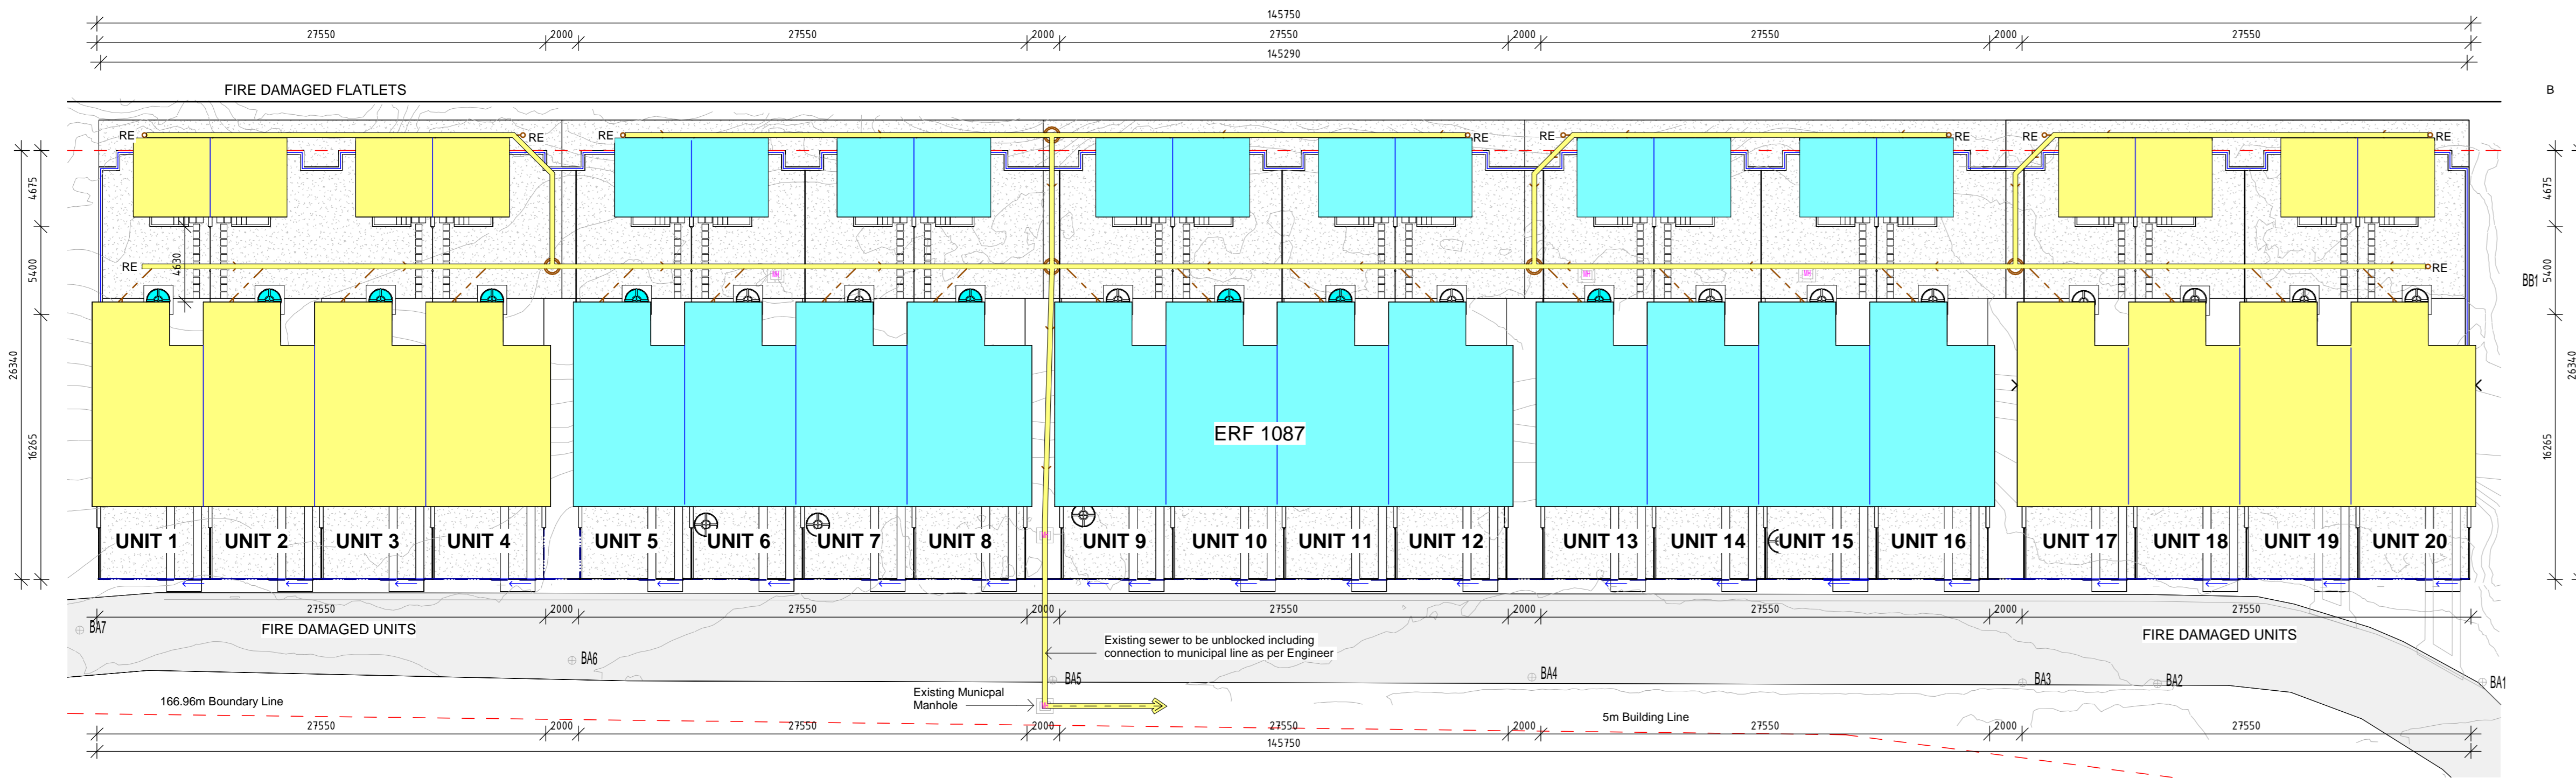 145750
27550 2000 27550 2000 27550 2000 27550 2000 27550
145290
FIRE DAMAGED FLATLETS
B
RE RE RE RE RE RE RE RE
4675 4675
RE 4630 RE
5400 5400
BB1
26340 26340
16265 16265
ERF 1087
UNIT 1 UNIT 2 UNIT 3 UNIT 4 UNIT 5 UNIT 6 UNIT 7 UNIT 8 UNIT 9 UNIT 10 UNIT 11 UNIT 12 UNIT 13 UNIT 14 UNIT 15 UNIT 16 UNIT 17 UNIT 18 UNIT 19 UNIT 20
27550 2000 27550 2000 27550 2000 27550 2000 27550
BA7
FIRE DAMAGED UNITS
FIRE DAMAGED UNITS
Existing sewer to be unblocked including
connection to municipal line as per Engineer
BA6
BA5
BA4
BA3
BA2
BA1
Existing Municpal
Manhole
166.96m Boundary Line
5m Building Line
27550 2000 27550 2000 27550 2000 27550 2000 27550
145750